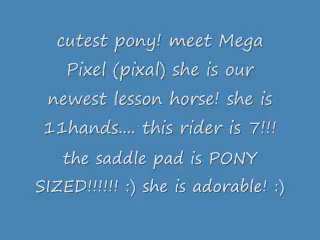 cutest pony! meet Mega
Pixel (pixal) she is our
newest lesson horse! she is
11hands.... this rider is 7!!!
the saddle pad is PONY
SIZED!!!!!! :) she is adorable! :)